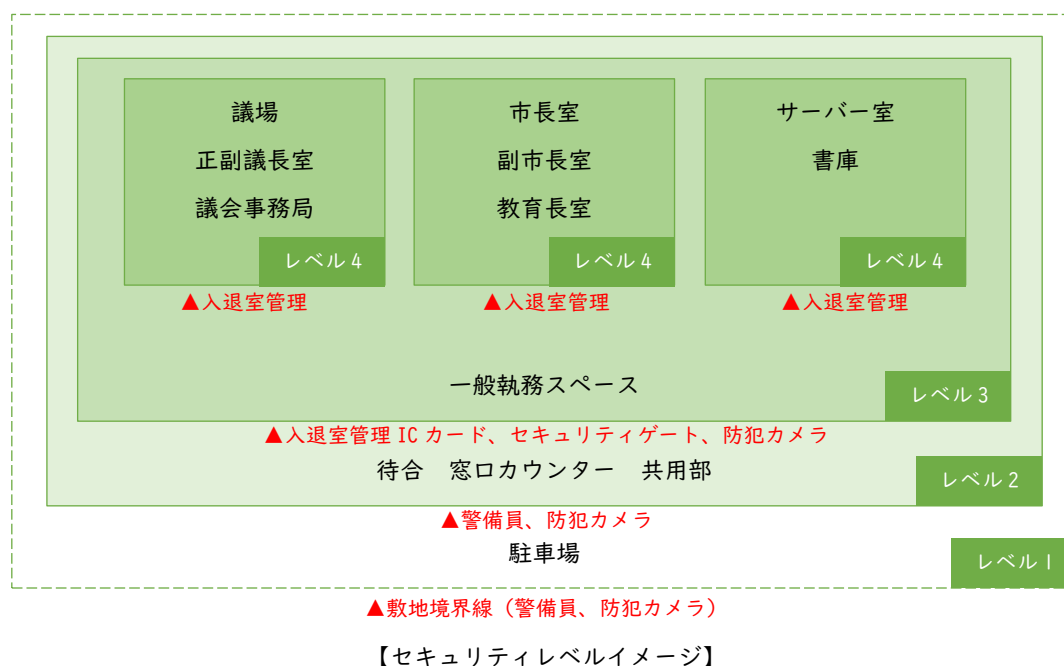 議場
正副議長室
議会事務局
レベル4
▲入退室管理
市長室
副市長室
教育長室
レベル4
▲入退室管理
サーバー室
書庫
レベル4
▲入退室管理
一般執務スペース
レベル3
▲入退室管理 IC カード、セキュリティゲート、防犯カメラ
待合　窓口カウンター　共用部
レベル2
▲警備員、防犯カメラ
駐車場
レベル1
▲敷地境界線（警備員、防犯カメラ）
【セキュリティレベルイメージ】